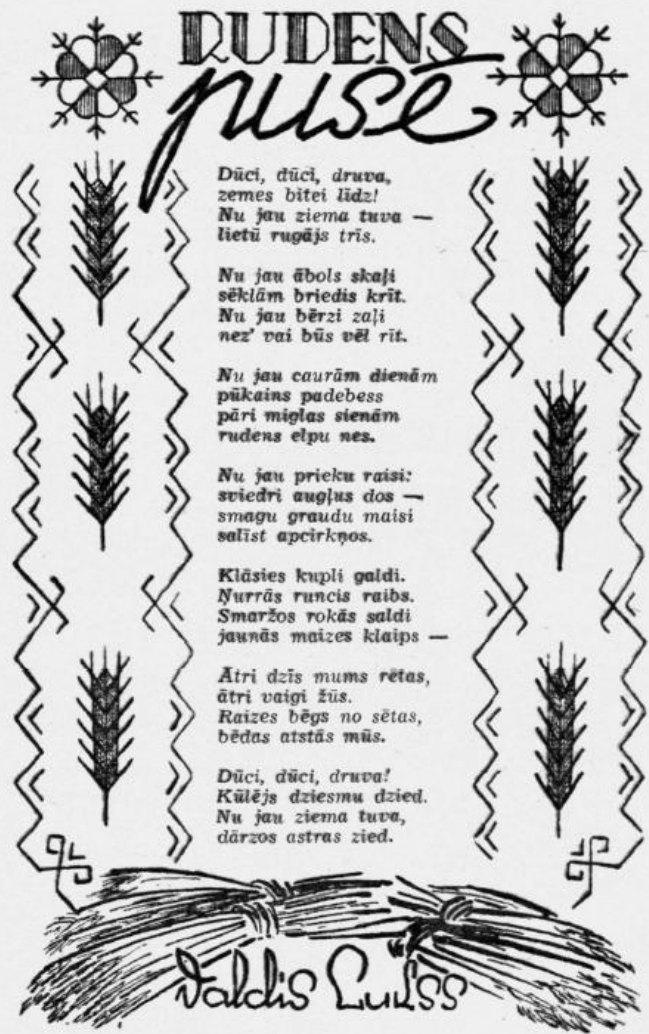 RUDENS
pusē
Dūci, dūci, druva,
zemes bitei līdz!
Nu jau ziema tuva —
lietū rugājs trīs.
Nu jau ābols skaļi
sēklām briedis krīt.
Nu jau bērzi zaļi
nez' vai būs vēl rīt.
Nu jau caurām dienām
pūkains padebess
pāri miglas sienām
rudens elpu nes.
Nu jau prieku raisi:
sviedri augļus dos —
smagu graudu maisi
salīst apcirkņos.
Klāsies kupli galdi.
Ņurrās runcis raibs.
Smaržos rokās saldi
jaunās maizes klaips —
Ātri dzīs mums rētas,
ātri vaigi žūs.
Raizes bēgs no sētas,
bēdas atstās mūs.
Dūci, dūci, druva!
Kūlējs dziesmu dzied.
Nu jau ziema tuva,
dārzos astras zied.
Valdis Lukss